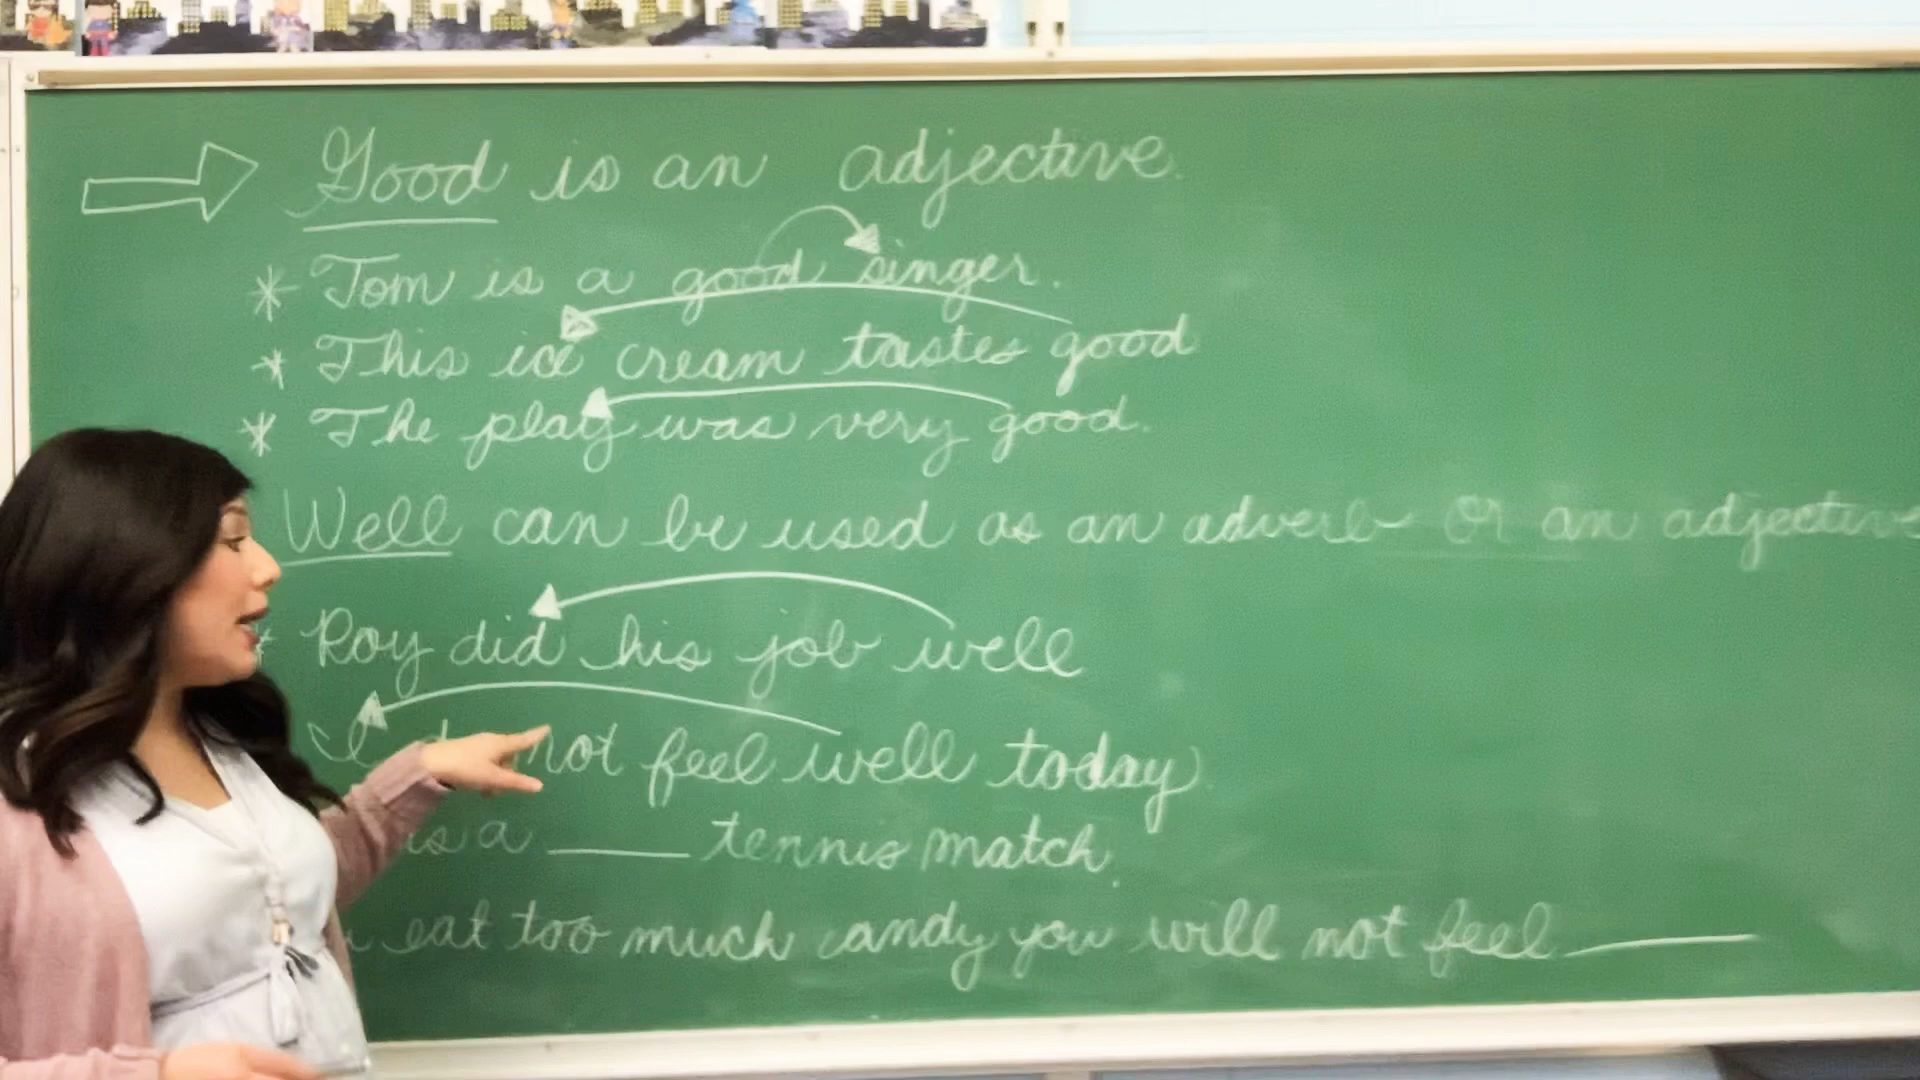 Good is an adjective.
* Tom is a good singer.
* This ice cream tastes good
* The play was very good.
Well can be used as an adverb or an adjective
* Roy did his job well
I not feel well today.
is a ____ tennis match.
eat too much candy you will not feel ____